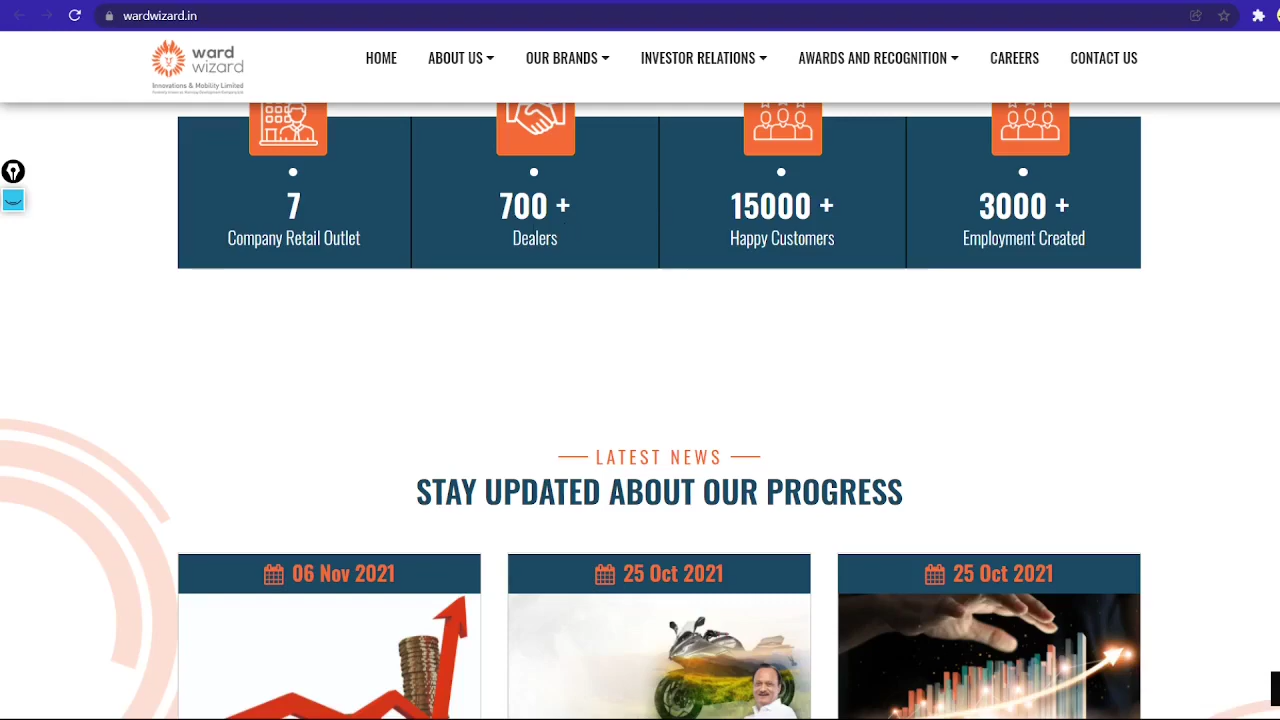 wardwizard.in
ward
wizard
Innovations & Mobility Limited
HOME
ABOUT US
OUR BRANDS
INVESTOR RELATIONS
AWARDS AND RECOGNITION
CAREERS
CONTACT US
7
Company Retail Outlet
700 +
Dealers
15000 +
Happy Customers
3000 +
Employment Created
LATEST NEWS
STAY UPDATED ABOUT OUR PROGRESS
06 Nov 2021
25 Oct 2021
25 Oct 2021